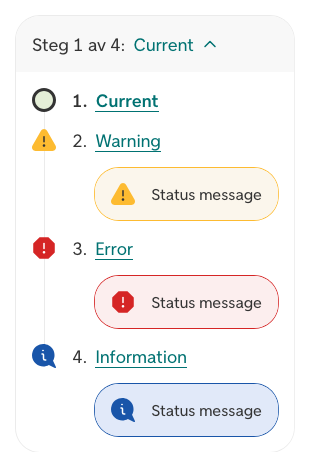 Steg 1 av 4: Current
1. Current
2. Warning
Status message
3. Error
Status message
4. Information
Status message